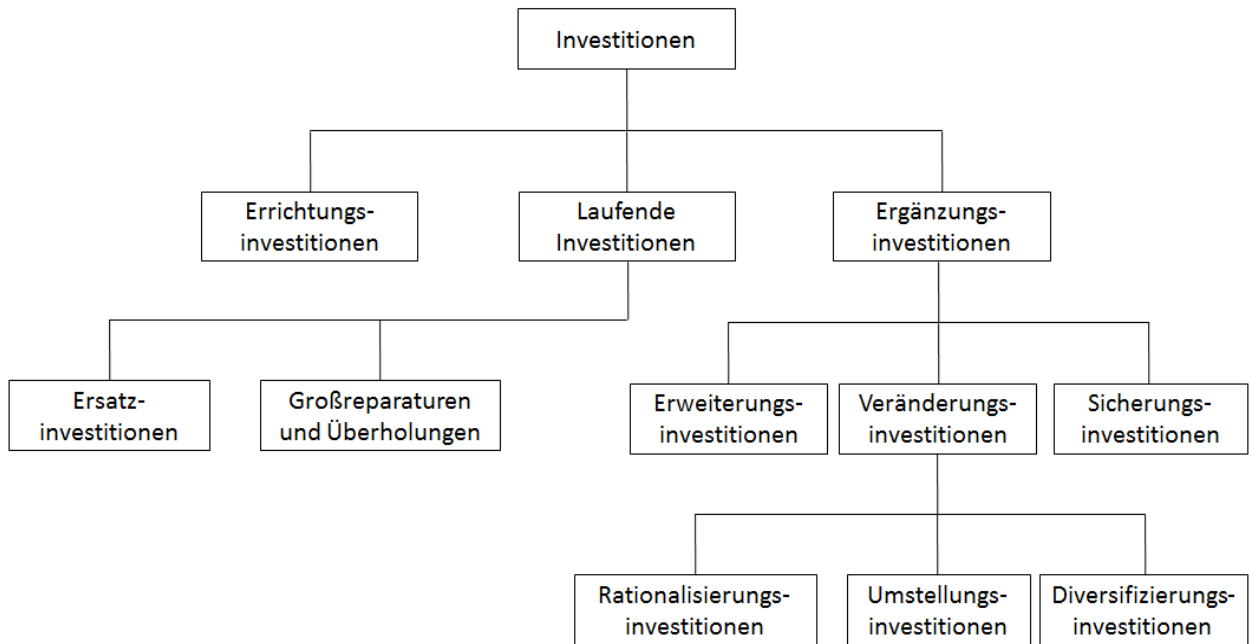 Investitionen
Errichtungs-
investitionen
Laufende
Investitionen
Ergänzungs-
investitionen
Ersatz-
investitionen
Großreparaturen
und Überholungen
Erweiterungs-
investitionen
Veränderungs-
investitionen
Sicherungs-
investitionen
Rationalisierungs-
investitionen
Umstellungs-
investitionen
Diversifizierungs-
investitionen